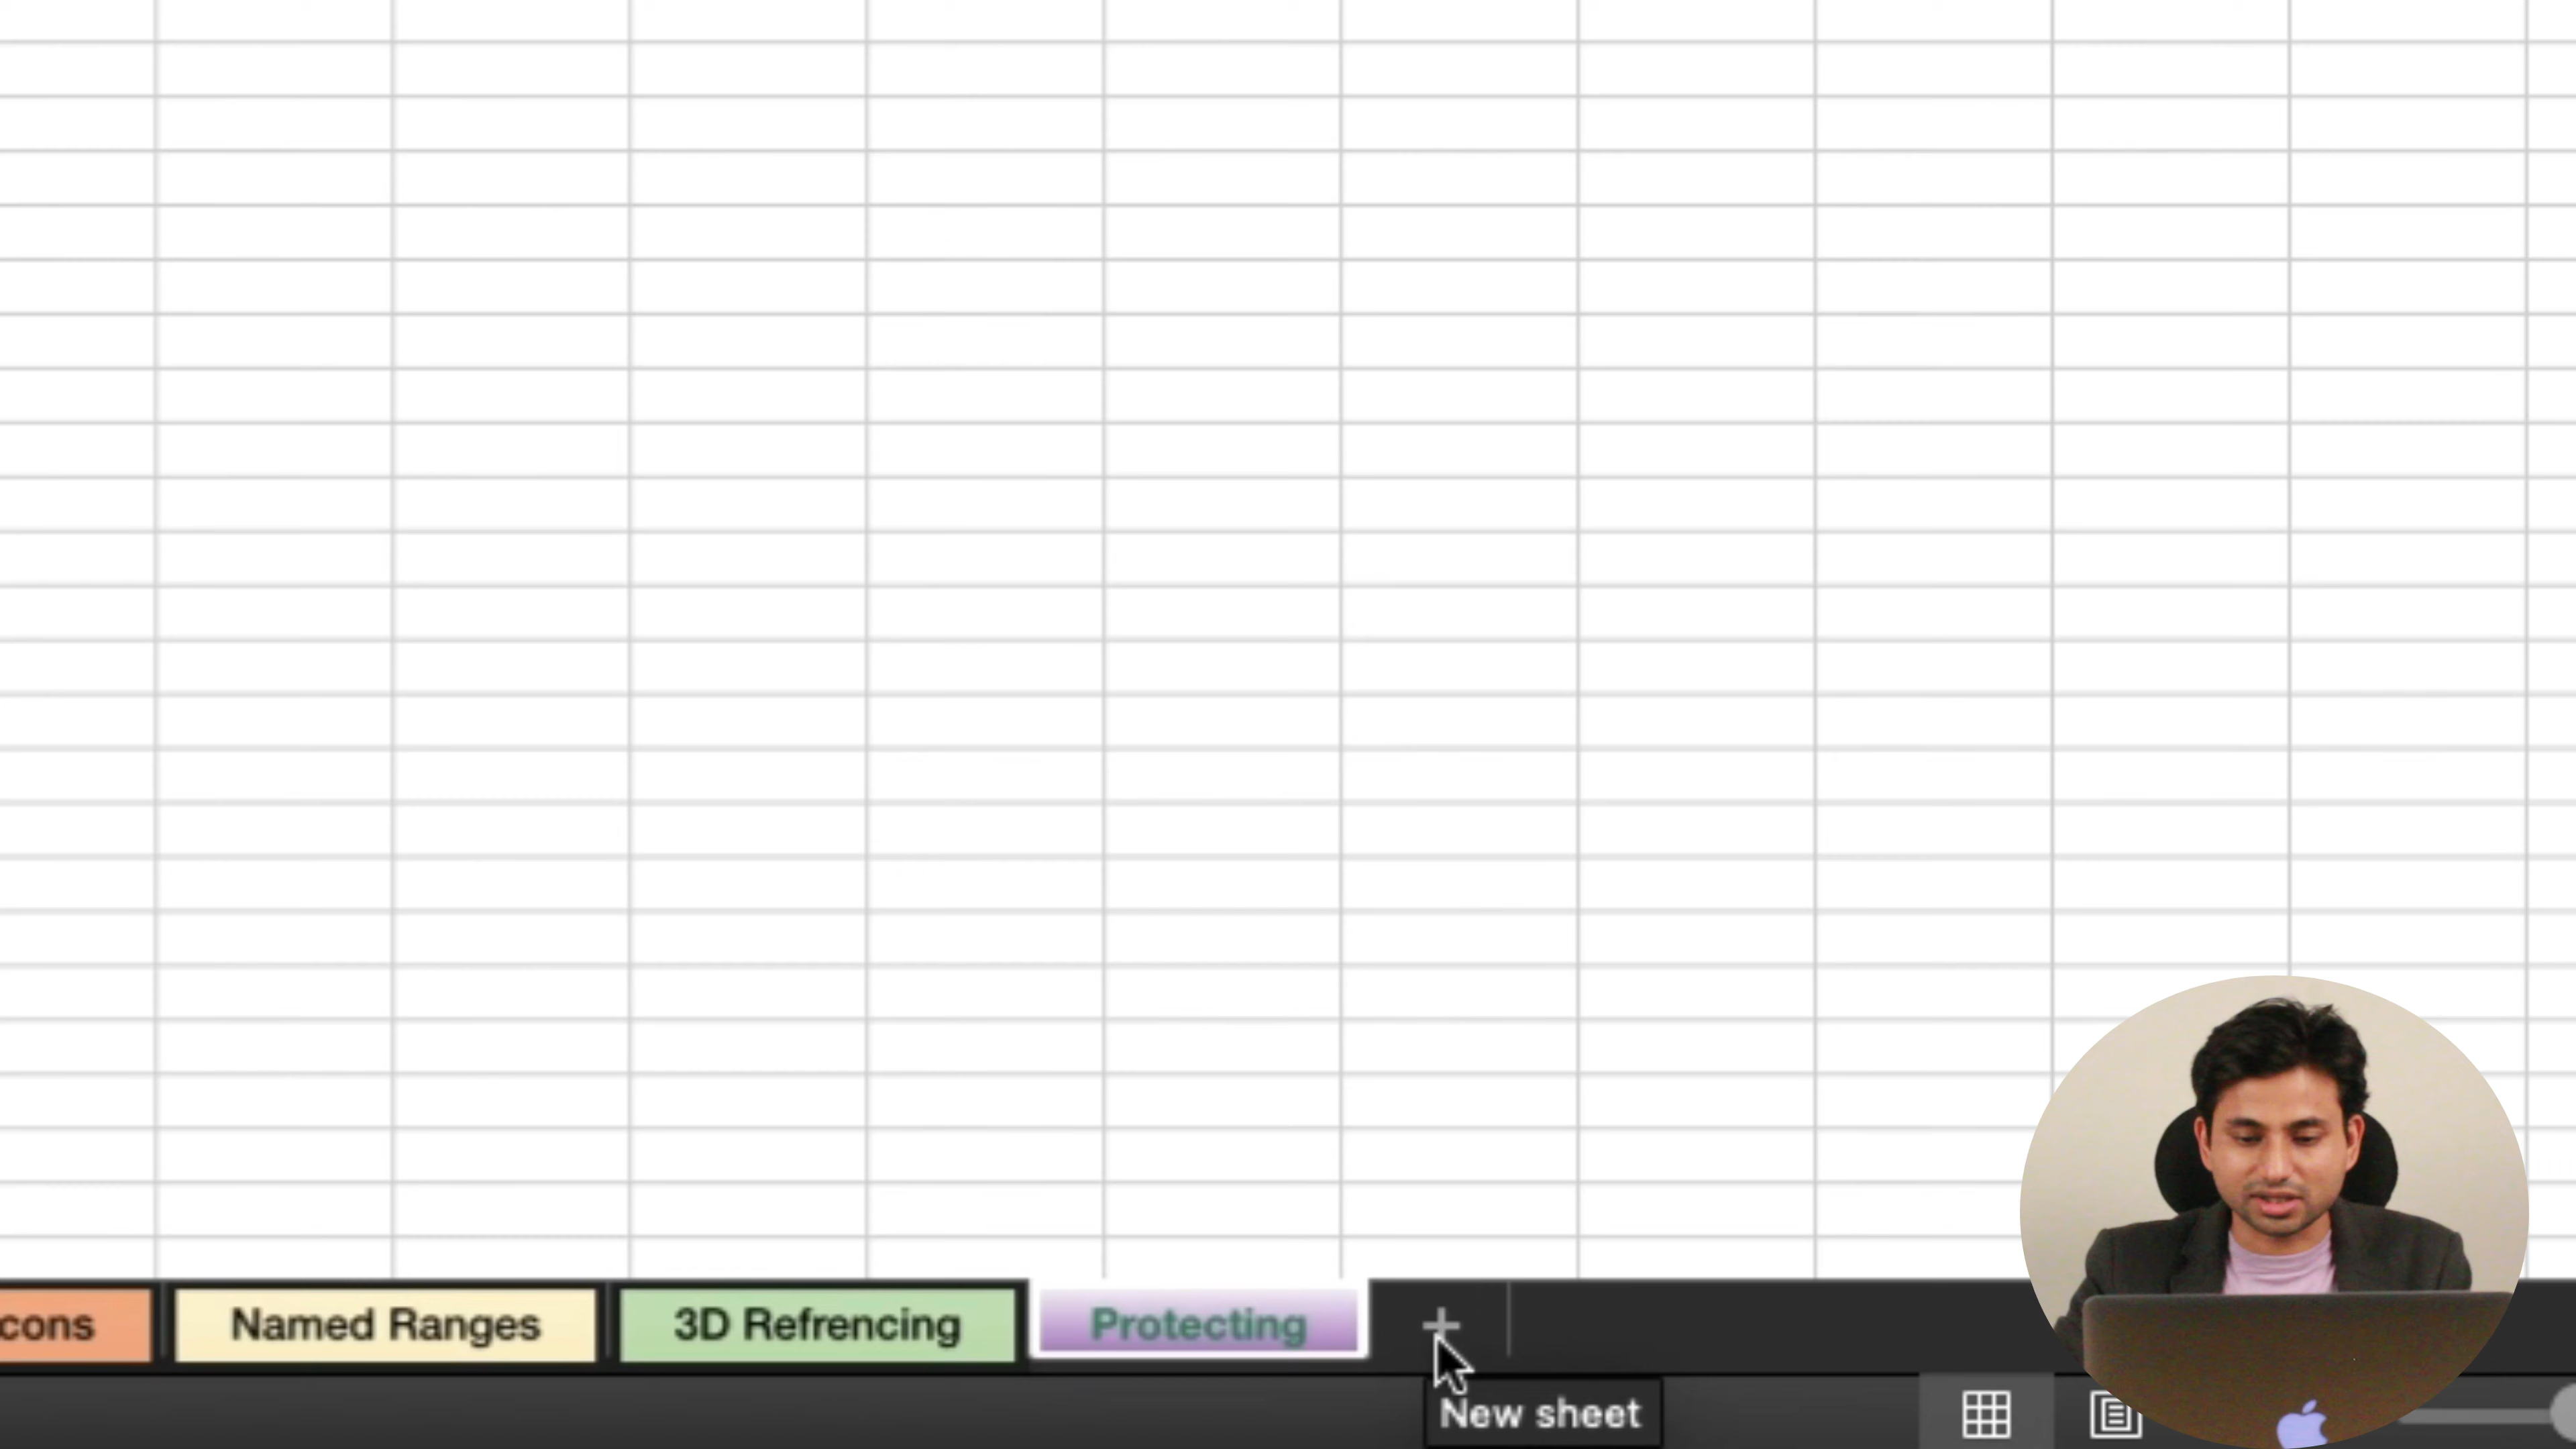 cons
Named Ranges
3D Refrencing
Protecting
+
New sheet